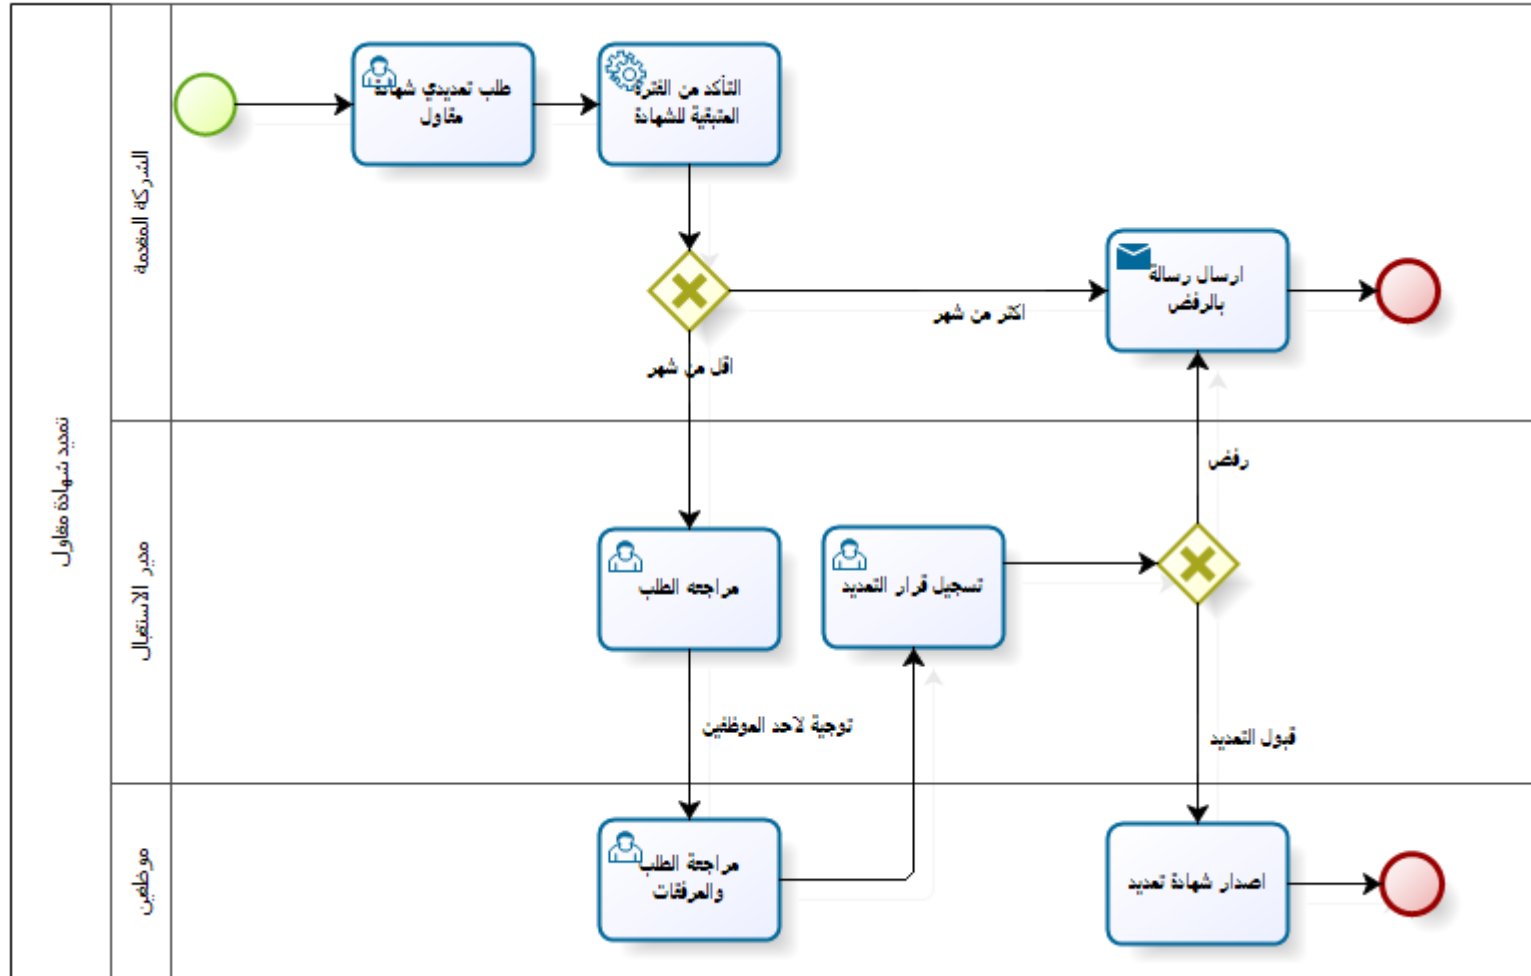 تمديد شهادة مقاول
الشركة المقدمة
طلب تمديدي شهادة
مقاول
التأكد من الفترة
المتبقية للشهادة
اكثر من شهر
اقل من شهر
ارسال رسالة
بالرفض
مدير الاستقبال
مراجعه الطلب
توجية لاحد الموظفين
تسجيل قرار التمديد
رفض
قبول التمديد
موظفين
مراجعة الطلب
والمرفقات
اصدار شهادة تمديد